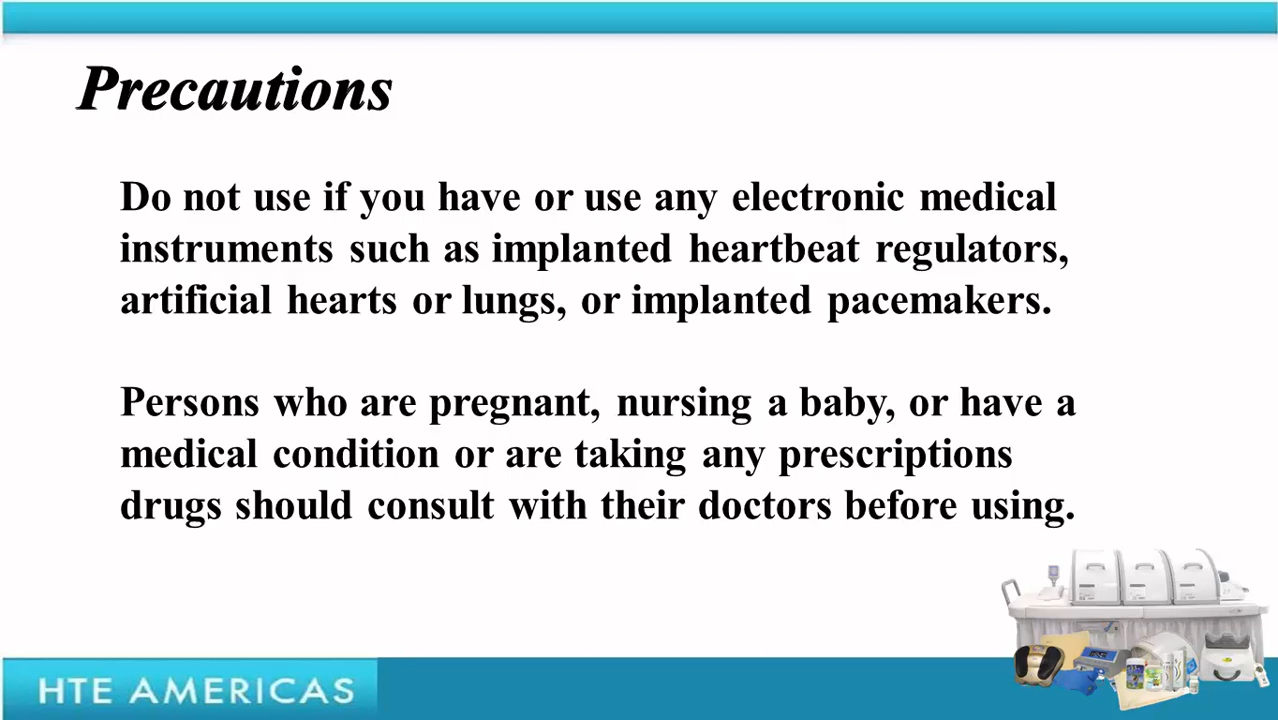 Precautions
Do not use if you have or use any electronic medical
instruments such as implanted heartbeat regulators,
artificial hearts or lungs, or implanted pacemakers.
Persons who are pregnant, nursing a baby, or have a
medical condition or are taking any prescriptions
drugs should consult with their doctors before using.
HTE AMERICAS